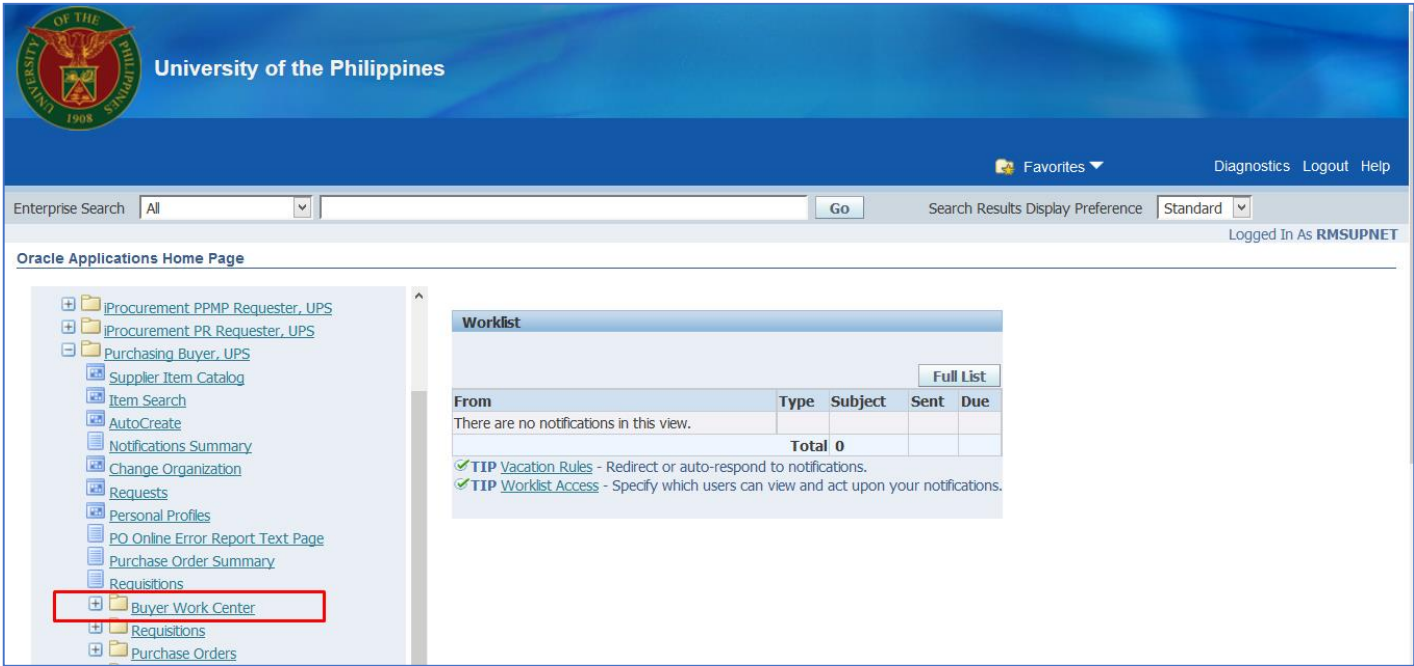 OF THE
UNIVERSITY
PHILIPPINES
1908
University of the Philippines
Favorites
Diagnostics Logout Help
Enterprise Search All Go Search Results Display Preference Standard
Logged In As RMSUPNET
Oracle Applications Home Page
iProcurement PPMP Requester, UPS
iProcurement PR Requester, UPS
Purchasing Buyer, UPS
Supplier Item Catalog
Item Search
AutoCreate
Notifications Summary
Change Organization
Requests
Personal Profiles
PO Online Error Report Text Page
Purchase Order Summary
Requisitions
Buyer Work Center
Requisitions
Purchase Orders
Worklist
Full List
From Type Subject Sent Due
There are no notifications in this view.
Total 0
TIP Vacation Rules - Redirect or auto-respond to notifications.
TIP Worklist Access - Specify which users can view and act upon your notifications.